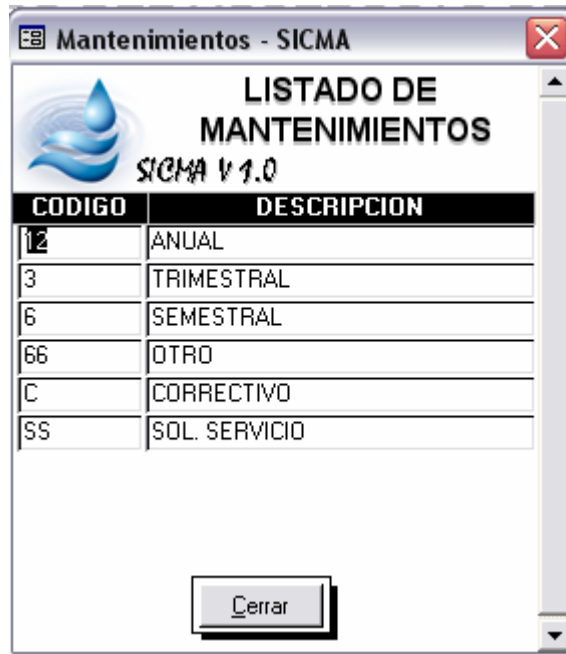 Mantenimientos - SICMA
LISTADO DE
MANTENIMIENTOS
SICMA V 1.0
CODIGO DESCRIPCION
12 ANUAL
3 TRIMESTRAL
6 SEMESTRAL
66 OTRO
C CORRECTIVO
SS SOL. SERVICIO
Cerrar